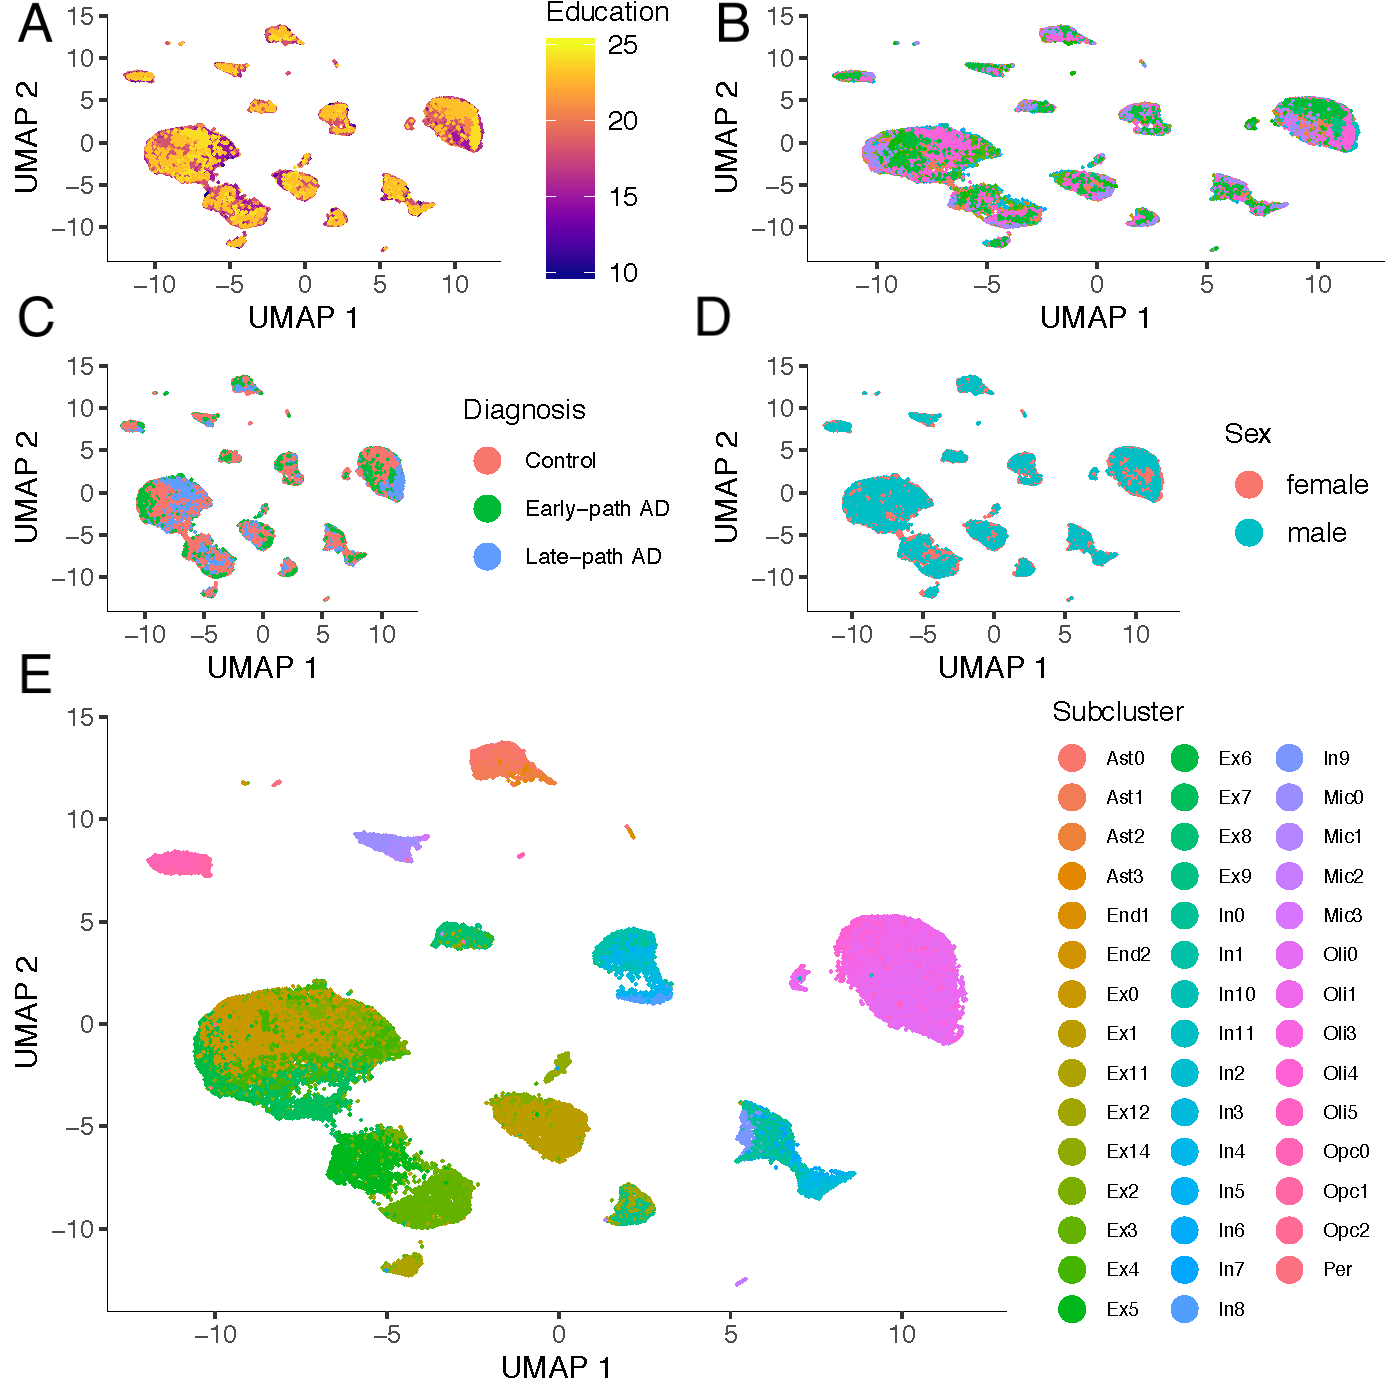 A
Education
25
20
15
10
15
10
5
0
−5
−10
UMAP 2
−10 −5 0 5 10
UMAP 1
B
15
10
5
0
−5
−10
UMAP 2
−10 −5 0 5 10
UMAP 1
C
15
10
5
0
−5
−10
UMAP 2
−10 −5 0 5 10
UMAP 1
Diagnosis
Control
Early−path AD
Late−path AD
D
15
10
5
0
−5
−10
UMAP 2
−10 −5 0 5 10
UMAP 1
Sex
female
male
E
15
10
5
0
−5
−10
UMAP 2
−10 −5 0 5 10
UMAP 1
Subcluster
Ast0 Ex6 In9
Ast1 Ex7 Mic0
Ast2 Ex8 Mic1
Ast3 Ex9 Mic2
End1 In0 Mic3
End2 In1 Oli0
Ex0 In10 Oli1
Ex1 In11 Oli3
Ex11 In2 Oli4
Ex12 In3 Oli5
Ex14 In4 Opc0
Ex2 In5 Opc1
Ex3 In6 Opc2
Ex4 In7 Per
Ex5 In8